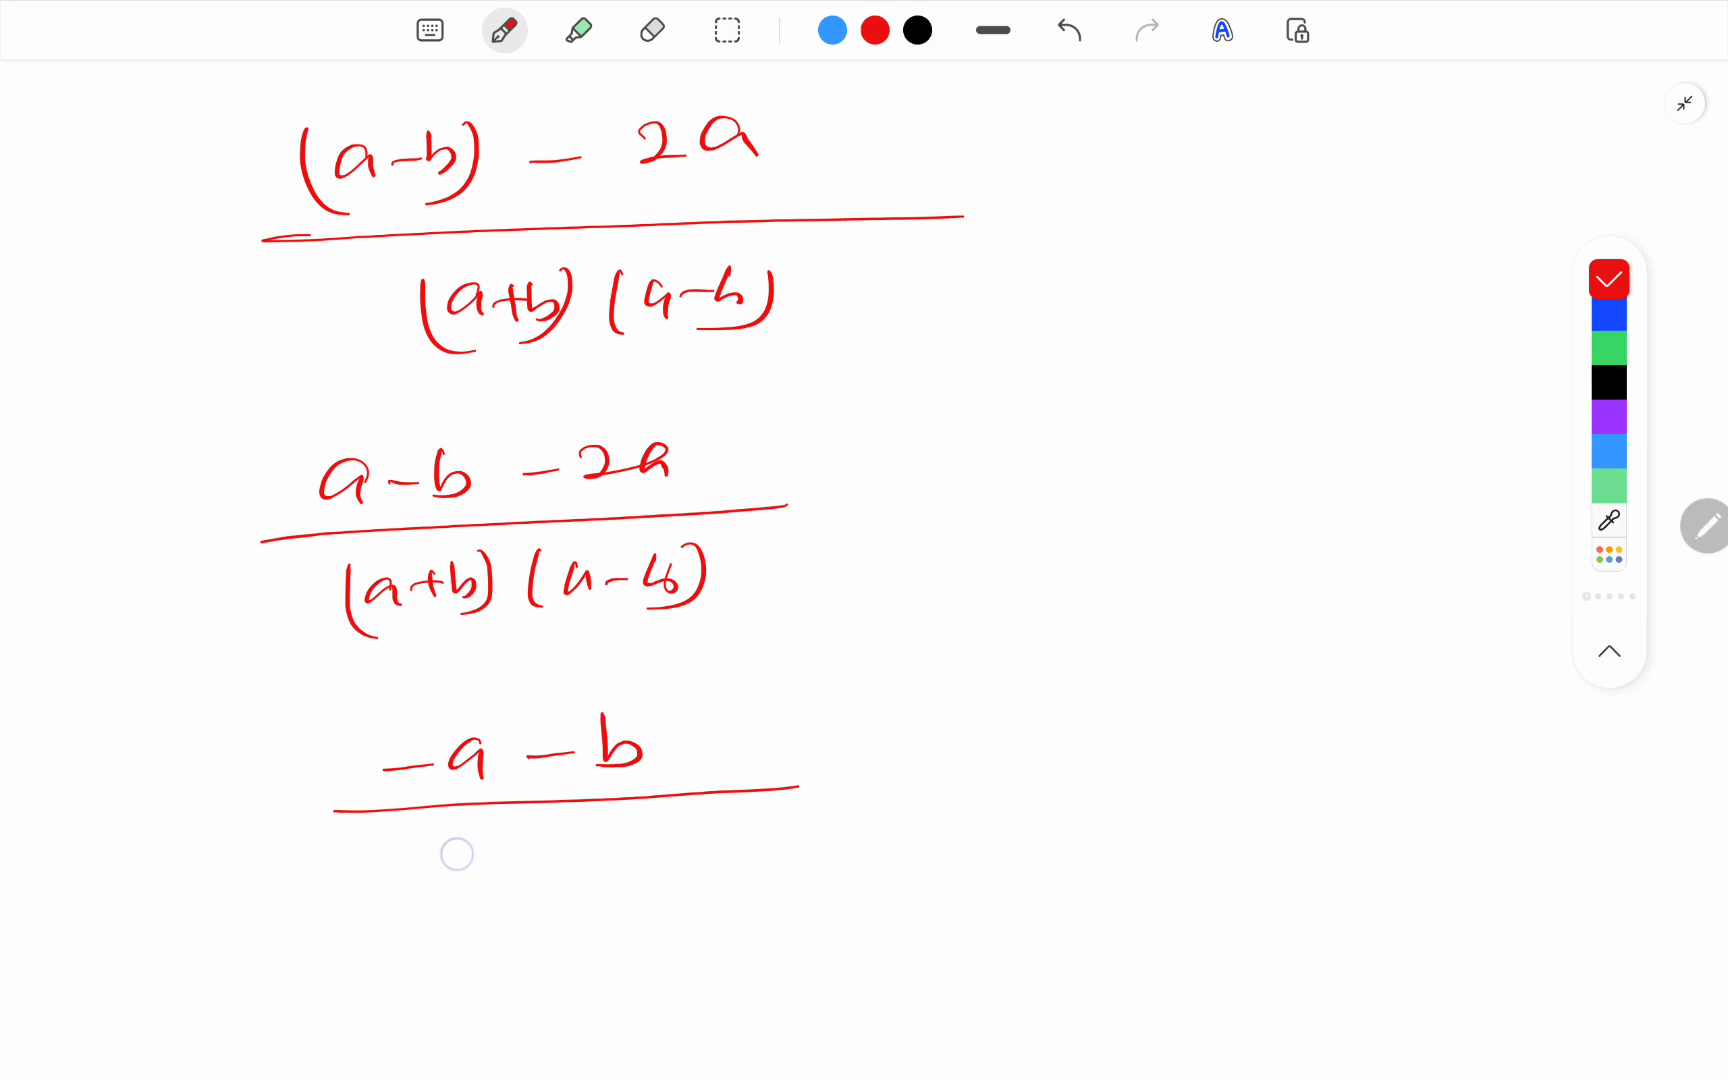 A
(a-b) - 2a
(a+b) (a-b)
a-b - 2a
(a+b) (a-b)
-a - b